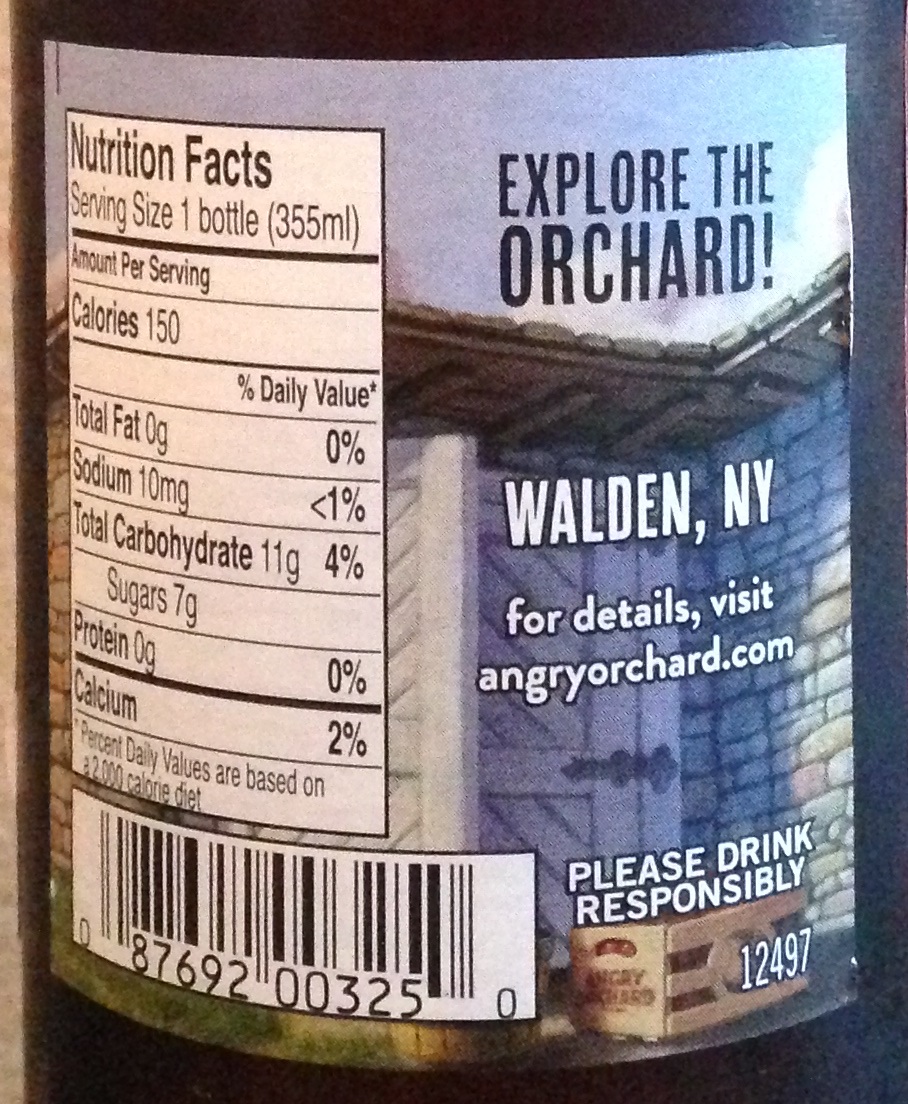 Nutrition Facts
Serving Size 1 bottle (355ml)
Amount Per Serving
Calories 150
% Daily Value*
Total Fat 0g 0%
Sodium 10mg <1%
Total Carbohydrate 11g 4%
Sugars 7g
Protein 0g 0%
Calcium 2%
*Percent Daily Values are based on
a 2,000 calorie diet
0 87692 00325 0
EXPLORE THE
ORCHARD!
WALDEN, NY
for details, visit
angryorchard.com
PLEASE DRINK
RESPONSIBLY
ANGRY
ORCHARD
12497